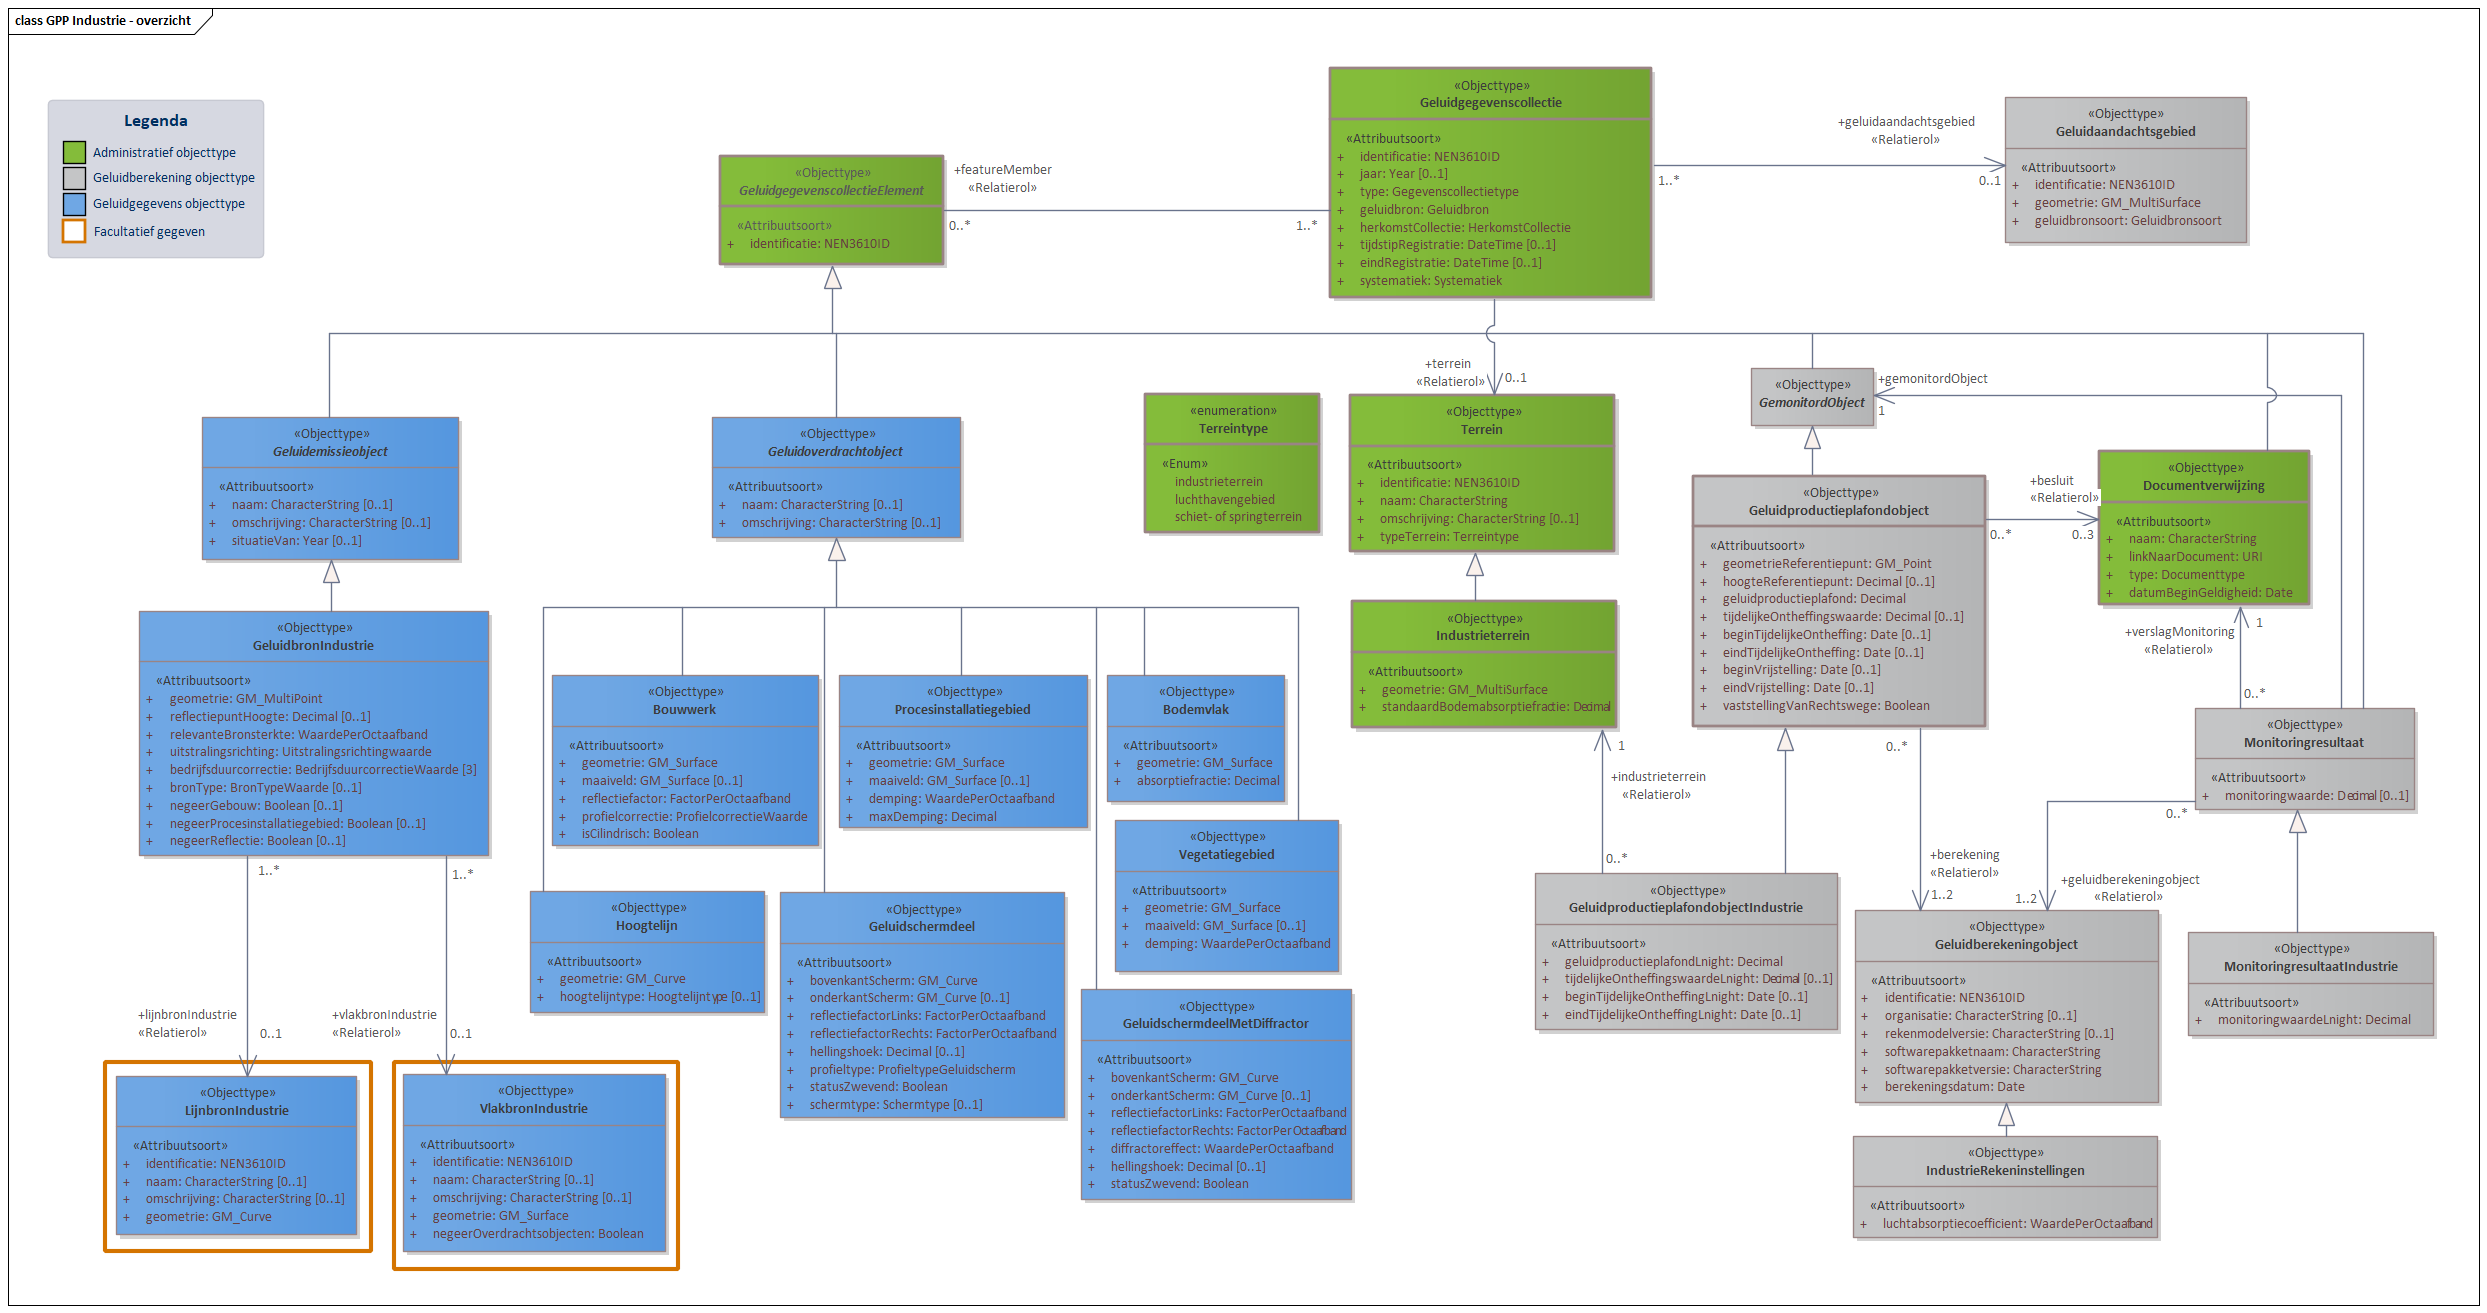 class GPP Industrie - overzicht
Legenda
Administratief objecttype
Geluidberekening objecttype
Geluidgegevens objecttype
Facultatief gegeven
«Objecttype»
GeluidgegevenscollectieElement
«Attribuutsoort»
+ identificatie: NEN3610ID
+featureMember
«Relatierol»
0..*
1..*
«Objecttype»
Geluidgegevenscollectie
«Attribuutsoort»
+ identificatie: NEN3610ID
+ jaar: Year [0..1]
+ type: Gegevenscollectietype
+ geluidbron: Geluidbron
+ herkomstCollectie: HerkomstCollectie
+ tijdstipRegistratie: DateTime [0..1]
+ eindRegistratie: DateTime [0..1]
+ systematiek: Systematiek
+geluidaandachtsgebied
«Relatierol»
1..*
0..1
«Objecttype»
Geluidaandachtsgebied
«Attribuutsoort»
+ identificatie: NEN3610ID
+ geometrie: GM_MultiSurface
+ geluidbronsoort: Geluidbronsoort
«Objecttype»
Geluidemissieobject
«Attribuutsoort»
+ naam: CharacterString [0..1]
+ omschrijving: CharacterString [0..1]
+ situatieVan: Year [0..1]
«Objecttype»
Geluidoverdrachtobject
«Attribuutsoort»
+ naam: CharacterString [0..1]
+ omschrijving: CharacterString [0..1]
«enumeration»
Terreintype
«Enum»
industrieterrein
luchthavengebied
schiet- of springterrein
+terrein
«Relatierol»
0..1
«Objecttype»
Terrein
«Attribuutsoort»
+ identificatie: NEN3610ID
+ naam: CharacterString
+ omschrijving: CharacterString [0..1]
+ typeTerrein: Terreintype
«Objecttype»
GemonitordObject
+gemonitordObject
1
«Objecttype»
Geluidproductieplafondobject
«Attribuutsoort»
+ geometrieReferentiepunt: GM_Point
+ hoogteReferentiepunt: Decimal [0..1]
+ geluidproductieplafond: Decimal
+ tijdelijkeOntheffingswaarde: Decimal [0..1]
+ beginTijdelijkeOntheffing: Date [0..1]
+ eindTijdelijkeOntheffing: Date [0..1]
+ beginVrijstelling: Date [0..1]
+ eindVrijstelling: Date [0..1]
+ vaststellingVanRechtswege: Boolean
+besluit
«Relatierol»
0..*
0..3
«Objecttype»
Documentverwijzing
«Attribuutsoort»
+ naam: CharacterString
+ linkNaarDocument: URI
+ type: Documenttype
+ datumBeginGeldigheid: Date
+verslagMonitoring
«Relatierol»
1
0..*
«Objecttype»
GeluidbronIndustrie
«Attribuutsoort»
+ geometrie: GM_MultiPoint
+ reflectiepuntHoogte: Decimal [0..1]
+ relevanteBronsterkte: WaardePerOctaafband
+ uitstralingsrichting: Uitstralingsrichtingwaarde
+ bedrijfsduurcorrectie: BedrijfsduurcorrectieWaarde [3]
+ bronType: BronTypeWaarde [0..1]
+ negeerGebouw: Boolean [0..1]
+ negeerProcesinstallatiegebied: Boolean [0..1]
+ negeerReflectie: Boolean [0..1]
«Objecttype»
Bouwwerk
«Attribuutsoort»
+ geometrie: GM_Surface
+ maaiveld: GM_Surface [0..1]
+ reflectiefactor: FactorPerOctaafband
+ profielcorrectie: ProfielcorrectieWaarde
+ isCilindrisch: Boolean
«Objecttype»
Procesinstallatiegebied
«Attribuutsoort»
+ geometrie: GM_Surface
+ maaiveld: GM_Surface [0..1]
+ demping: WaardePerOctaafband
+ maxDemping: Decimal
«Objecttype»
Bodemvlak
«Attribuutsoort»
+ geometrie: GM_Surface
+ absorptiefractie: Decimal
«Objecttype»
Industrieterrein
«Attribuutsoort»
+ geometrie: GM_MultiSurface
+ standaardBodemabsorptiefractie: Decimal
1
+industrieterrein
«Relatierol»
0..*
«Objecttype»
Monitoringresultaat
«Attribuutsoort»
+ monitoringwaarde: Decimal [0..1]
0..*
«Objecttype»
Vegetatiegebied
«Attribuutsoort»
+ geometrie: GM_Surface
+ maaiveld: GM_Surface [0..1]
+ demping: WaardePerOctaafband
«Objecttype»
Hoogtelijn
«Attribuutsoort»
+ geometrie: GM_Curve
+ hoogtelijntype: Hoogtelijntype [0..1]
«Objecttype»
Geluidschermdeel
«Attribuutsoort»
+ bovenkantScherm: GM_Curve
+ onderkantScherm: GM_Curve [0..1]
+ reflectiefactorLinks: FactorPerOctaafband
+ reflectiefactorRechts: FactorPerOctaafband
+ hellingshoek: Decimal [0..1]
+ profieltype: ProfieltypeGeluidscherm
+ statusZwevend: Boolean
+ schermtype: Schermtype [0..1]
«Objecttype»
GeluidschermdeelMetDiffractor
«Attribuutsoort»
+ bovenkantScherm: GM_Curve
+ onderkantScherm: GM_Curve [0..1]
+ reflectiefactorLinks: FactorPerOctaafband
+ reflectiefactorRechts: FactorPerOctaafband
+ diffractoreffect: WaardePerOctaafband
+ hellingshoek: Decimal [0..1]
+ statusZwevend: Boolean
«Objecttype»
GeluidproductieplafondobjectIndustrie
«Attribuutsoort»
+ geluidproductieplafondLnight: Decimal
+ tijdelijkeOntheffingswaardeLnight: Decimal [0..1]
+ beginTijdelijkeOntheffingLnight: Date [0..1]
+ eindTijdelijkeOntheffingLnight: Date [0..1]
0..*
+berekening
«Relatierol»
1..2
+geluidberekeningobject
«Relatierol»
1..2
«Objecttype»
Geluidberekeningobject
«Attribuutsoort»
+ identificatie: NEN3610ID
+ organisatie: CharacterString [0..1]
+ rekenmodelversie: CharacterString [0..1]
+ softwarepakketnaam: CharacterString
+ softwarepakketversie: CharacterString
+ berekeningsdatum: Date
«Objecttype»
MonitoringresultaatIndustrie
«Attribuutsoort»
+ monitoringwaardeLnight: Decimal
1..*
+lijnbronIndustrie
«Relatierol»
0..1
1..*
+vlakbronIndustrie
«Relatierol»
0..1
«Objecttype»
LijnbronIndustrie
«Attribuutsoort»
+ identificatie: NEN3610ID
+ naam: CharacterString [0..1]
+ omschrijving: CharacterString [0..1]
+ geometrie: GM_Curve
«Objecttype»
VlakbronIndustrie
«Attribuutsoort»
+ identificatie: NEN3610ID
+ naam: CharacterString [0..1]
+ omschrijving: CharacterString [0..1]
+ geometrie: GM_Surface
+ negeerOverdrachtsobjecten: Boolean
«Objecttype»
IndustrieRekeninstellingen
«Attribuutsoort»
+ luchtabsorptiecoefficient: WaardePerOctaafband